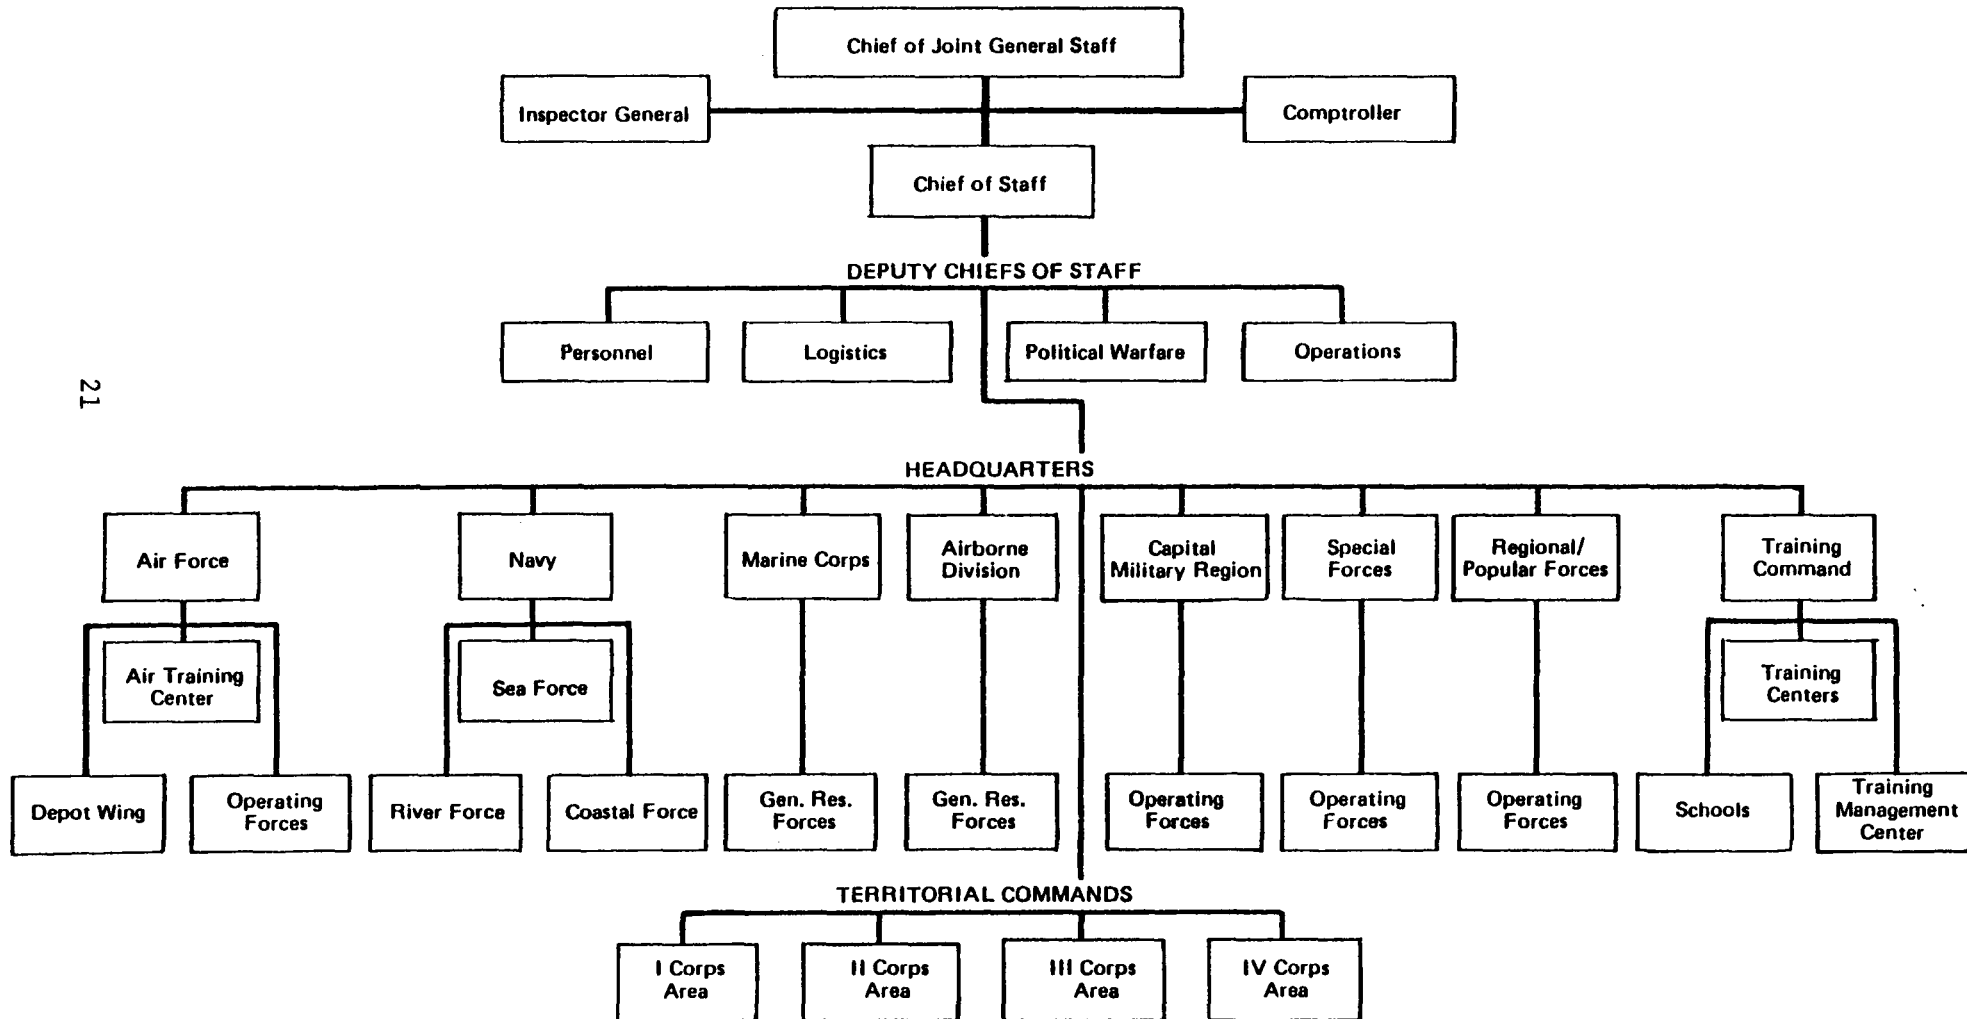 Chief of Joint General Staff
Inspector General
Comptroller
Chief of Staff
DEPUTY CHIEFS OF STAFF
Personnel
Logistics
Political Warfare
Operations
21
HEADQUARTERS
Air Force
Navy
Marine Corps
Airborne
Division
Capital
Military Region
Special
Forces
Regional/
Popular Forces
Training
Command
Air Training
Center
Sea Force
Training
Centers
Depot Wing
Operating
Forces
River Force
Coastal Force
Gen. Res.
Forces
Gen. Res.
Forces
Operating
Forces
Operating
Forces
Operating
Forces
Schools
Training
Management
Center
TERRITORIAL COMMANDS
I Corps
Area
II Corps
Area
III Corps
Area
IV Corps
Area